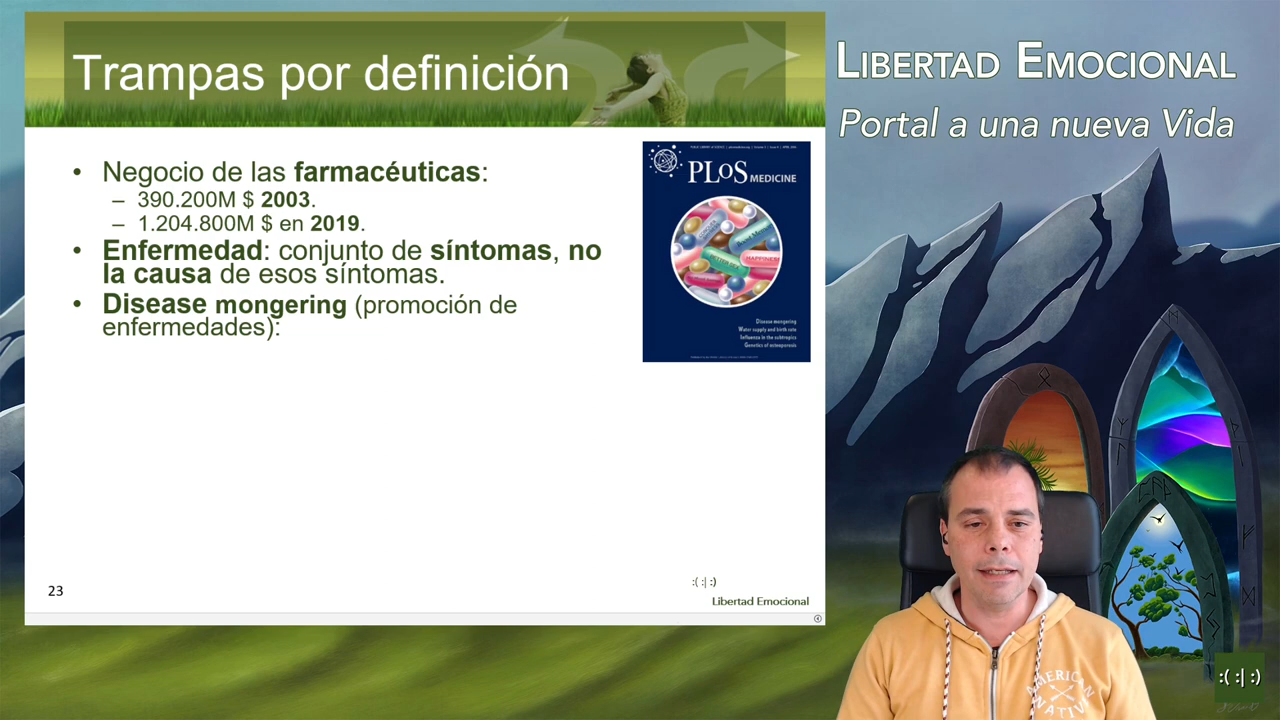 Trampas por definición
LIBERTAD EMOCIONAL
Portal a una nueva Vida
• Negocio de las farmacéuticas:
– 390.200M $ 2003.
– 1.204.800M $ en 2019.
• Enfermedad: conjunto de síntomas, no
la causa de esos síntomas.
• Disease mongering (promoción de
enfermedades):
PLoS MEDICINE
Disease mongering
Water supply and birth rate
Influenza in the subtropics
Genetics of osteoporosis
23
:( :| :)
Libertad Emocional
AMERICAN
NATIV
:( :| :)